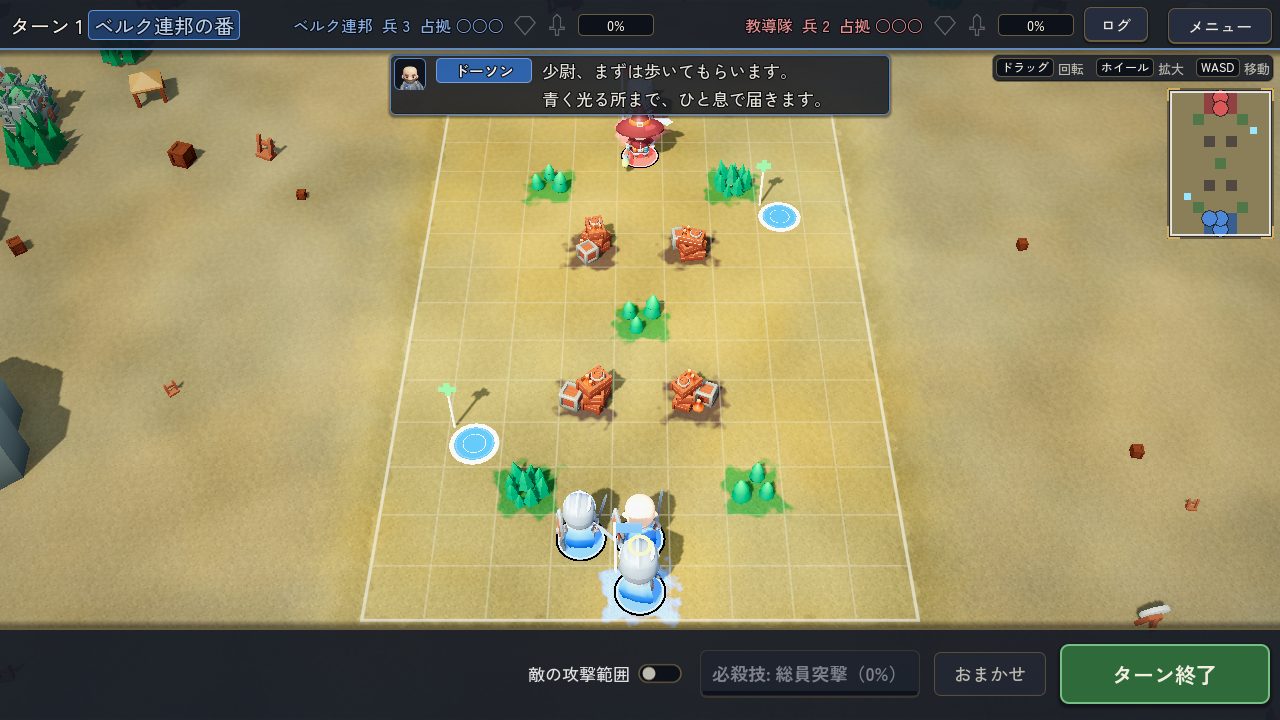 ターン 1 ベルク連邦の番 ベルク連邦 兵 3 占拠 0% 教導隊 兵 2 占拠 0% ログ メニュー
ドーソン 少尉、まずは歩いてもらいます。
青く光る所まで、ひと息で届きます。
ドラッグ 回転 ホイール 拡大 WASD 移動
敵の攻撃範囲 必殺技: 総員突撃 (0%) おまかせ ターン終了